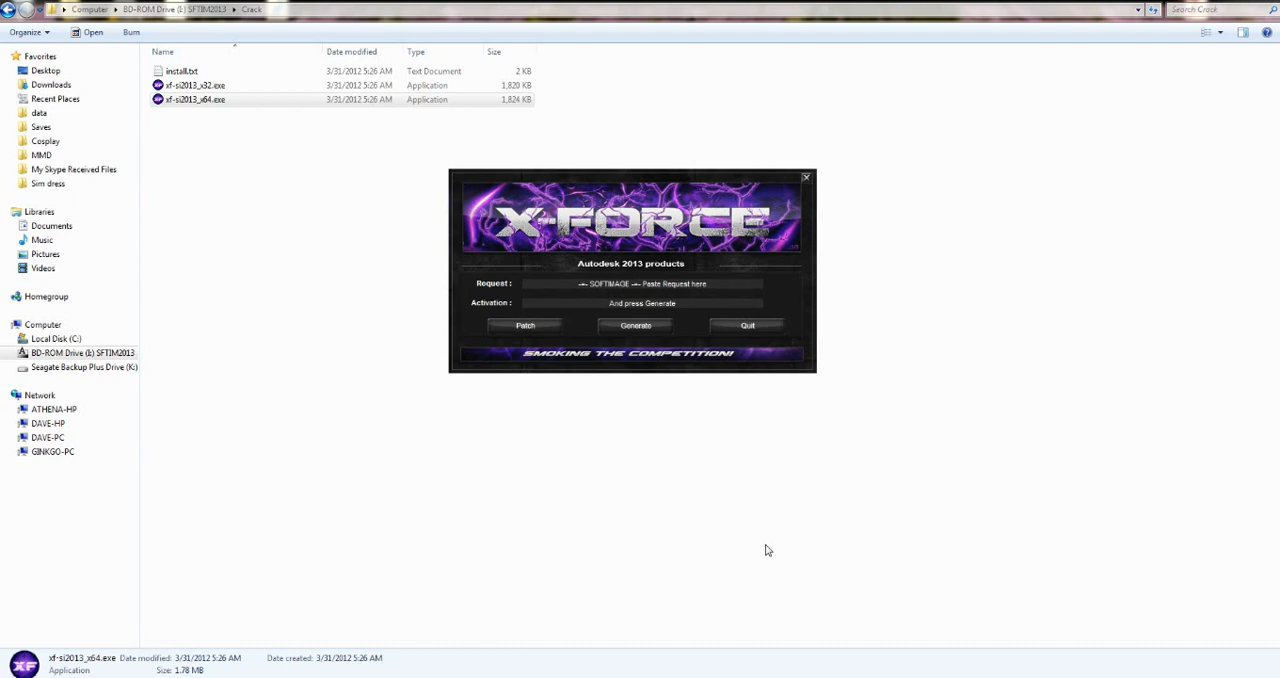 Computer ▸ BD-ROM Drive (I:) SFTIM2013 ▸ Crack
Search Crack
Organize ▾ Open Burn
Name Date modified Type Size
install.txt 3/31/2012 5:26 AM Text Document 2 KB
xf-si2013_x32.exe 3/31/2012 5:26 AM Application 1,820 KB
xf-si2013_x64.exe 3/31/2012 5:26 AM Application 1,824 KB
Favorites
Desktop
Downloads
Recent Places
data
Saves
Cosplay
MMD
My Skype Received Files
Sim dress
Libraries
Documents
Music
Pictures
Videos
Homegroup
Computer
Local Disk (C:)
BD-ROM Drive (I:) SFTIM2013
Seagate Backup Plus Drive (K:)
Network
ATHENA-HP
DAVE-HP
DAVE-PC
GINKGO-PC
X-FORCE
Autodesk 2013 products
Request : -=- SOFTIMAGE -=- Paste Request here
Activation : And press Generate
Patch Generate Quit
SMOKING THE COMPETITION!
XF
xf-si2013_x64.exe Date modified: 3/31/2012 5:26 AM Date created: 3/31/2012 5:26 AM
Application Size: 1.78 MB